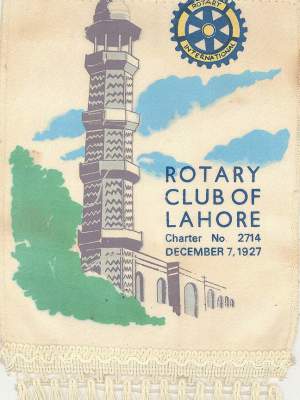 ROTARY
INTERNATIONAL
ROTARY
CLUB OF
LAHORE
Charter No. 2714
DECEMBER 7, 1927